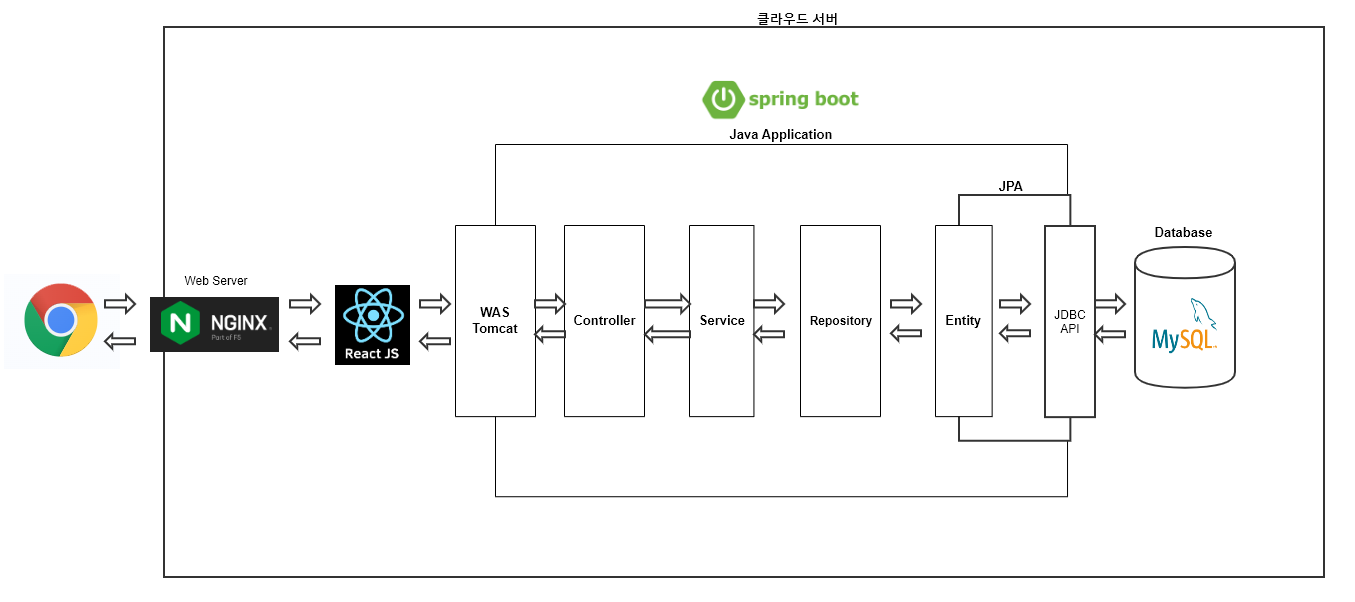 클라우드 서버
spring boot
Java Application
JPA
Database
Web Server
NGINX
Part of F5
React JS
WAS
Tomcat
Controller
Service
Repository
Entity
JDBC
API
MySQL